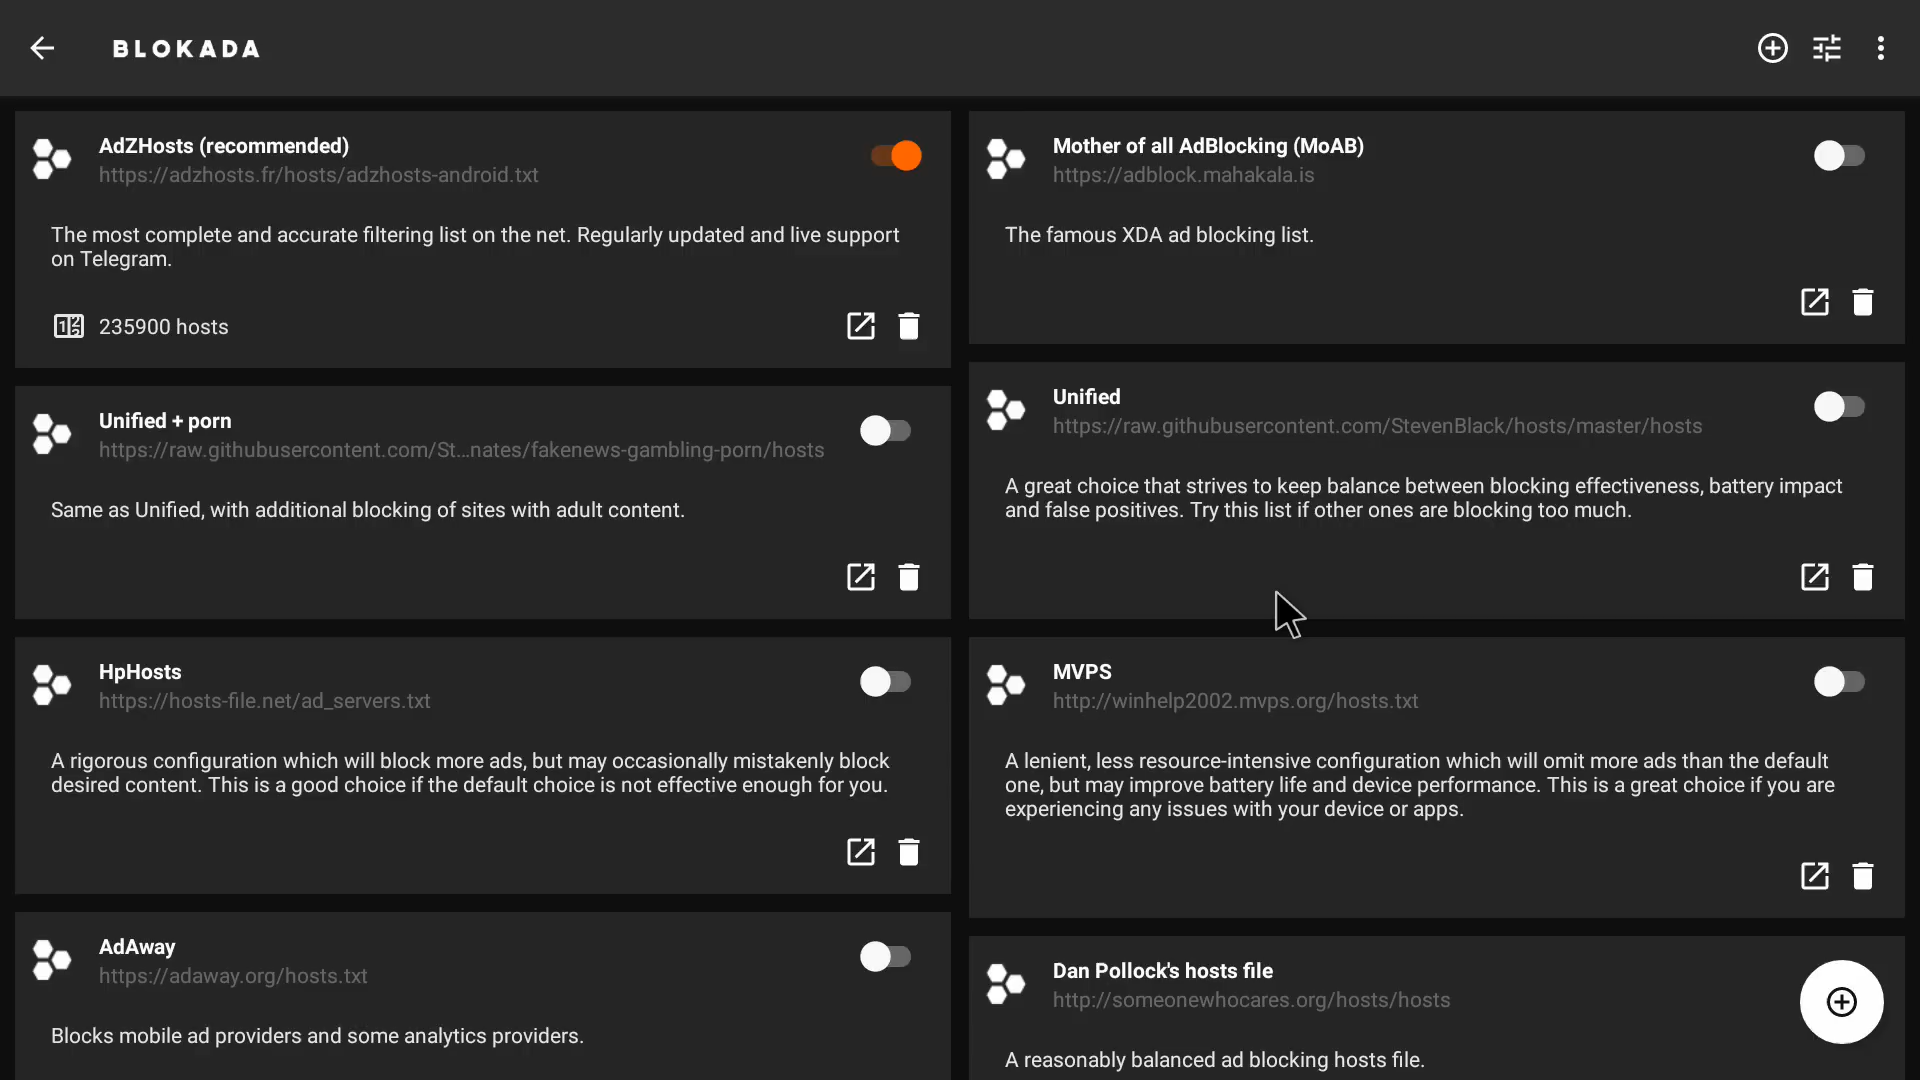 BLOKADA
AdZHosts (recommended)
https://adzhosts.fr/hosts/adzhosts-android.txt
The most complete and accurate filtering list on the net. Regularly updated and live support
on Telegram.
235900 hosts
Mother of all AdBlocking (MoAB)
https://adblock.mahakala.is
The famous XDA ad blocking list.
Unified + porn
https://raw.githubusercontent.com/St...nates/fakenews-gambling-porn/hosts
Same as Unified, with additional blocking of sites with adult content.
Unified
https://raw.githubusercontent.com/StevenBlack/hosts/master/hosts
A great choice that strives to keep balance between blocking effectiveness, battery impact
and false positives. Try this list if other ones are blocking too much.
HpHosts
https://hosts-file.net/ad_servers.txt
A rigorous configuration which will block more ads, but may occasionally mistakenly block
desired content. This is a good choice if the default choice is not effective enough for you.
MVPS
http://winhelp2002.mvps.org/hosts.txt
A lenient, less resource-intensive configuration which will omit more ads than the default
one, but may improve battery life and device performance. This is a great choice if you are
experiencing any issues with your device or apps.
AdAway
https://adaway.org/hosts.txt
Blocks mobile ad providers and some analytics providers.
Dan Pollock's hosts file
http://someonewhocares.org/hosts/hosts
A reasonably balanced ad blocking hosts file.